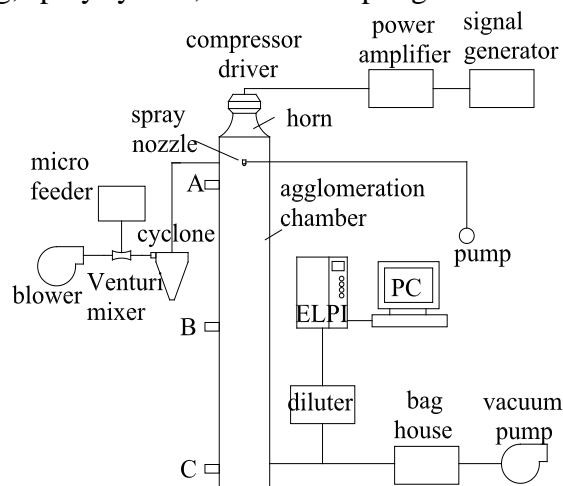 compressor
driver
power
amplifier
signal
generator
spray
nozzle
horn
micro
feeder
A
agglomeration
chamber
cyclone
pump
blower
Venturi
mixer
ELPI
PC
B
diluter
bag
house
vacuum
pump
C